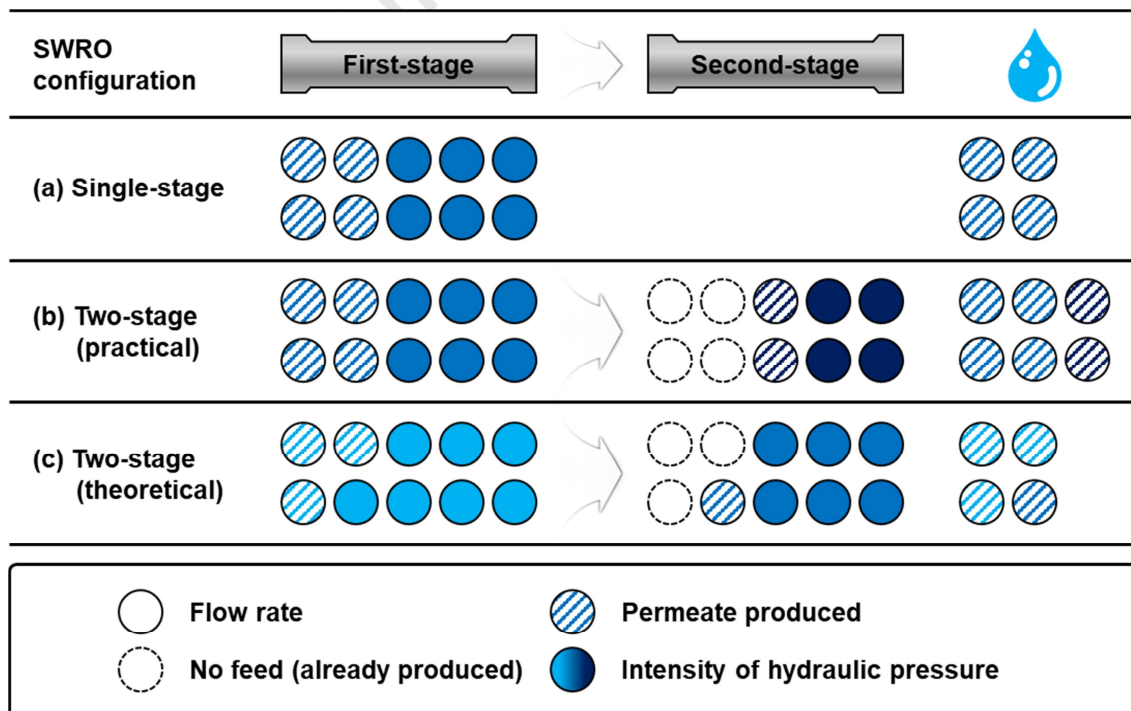 SWRO
configuration
First-stage
Second-stage
(a) Single-stage
(b) Two-stage
(practical)
(c) Two-stage
(theoretical)
Flow rate
Permeate produced
No feed (already produced)
Intensity of hydraulic pressure